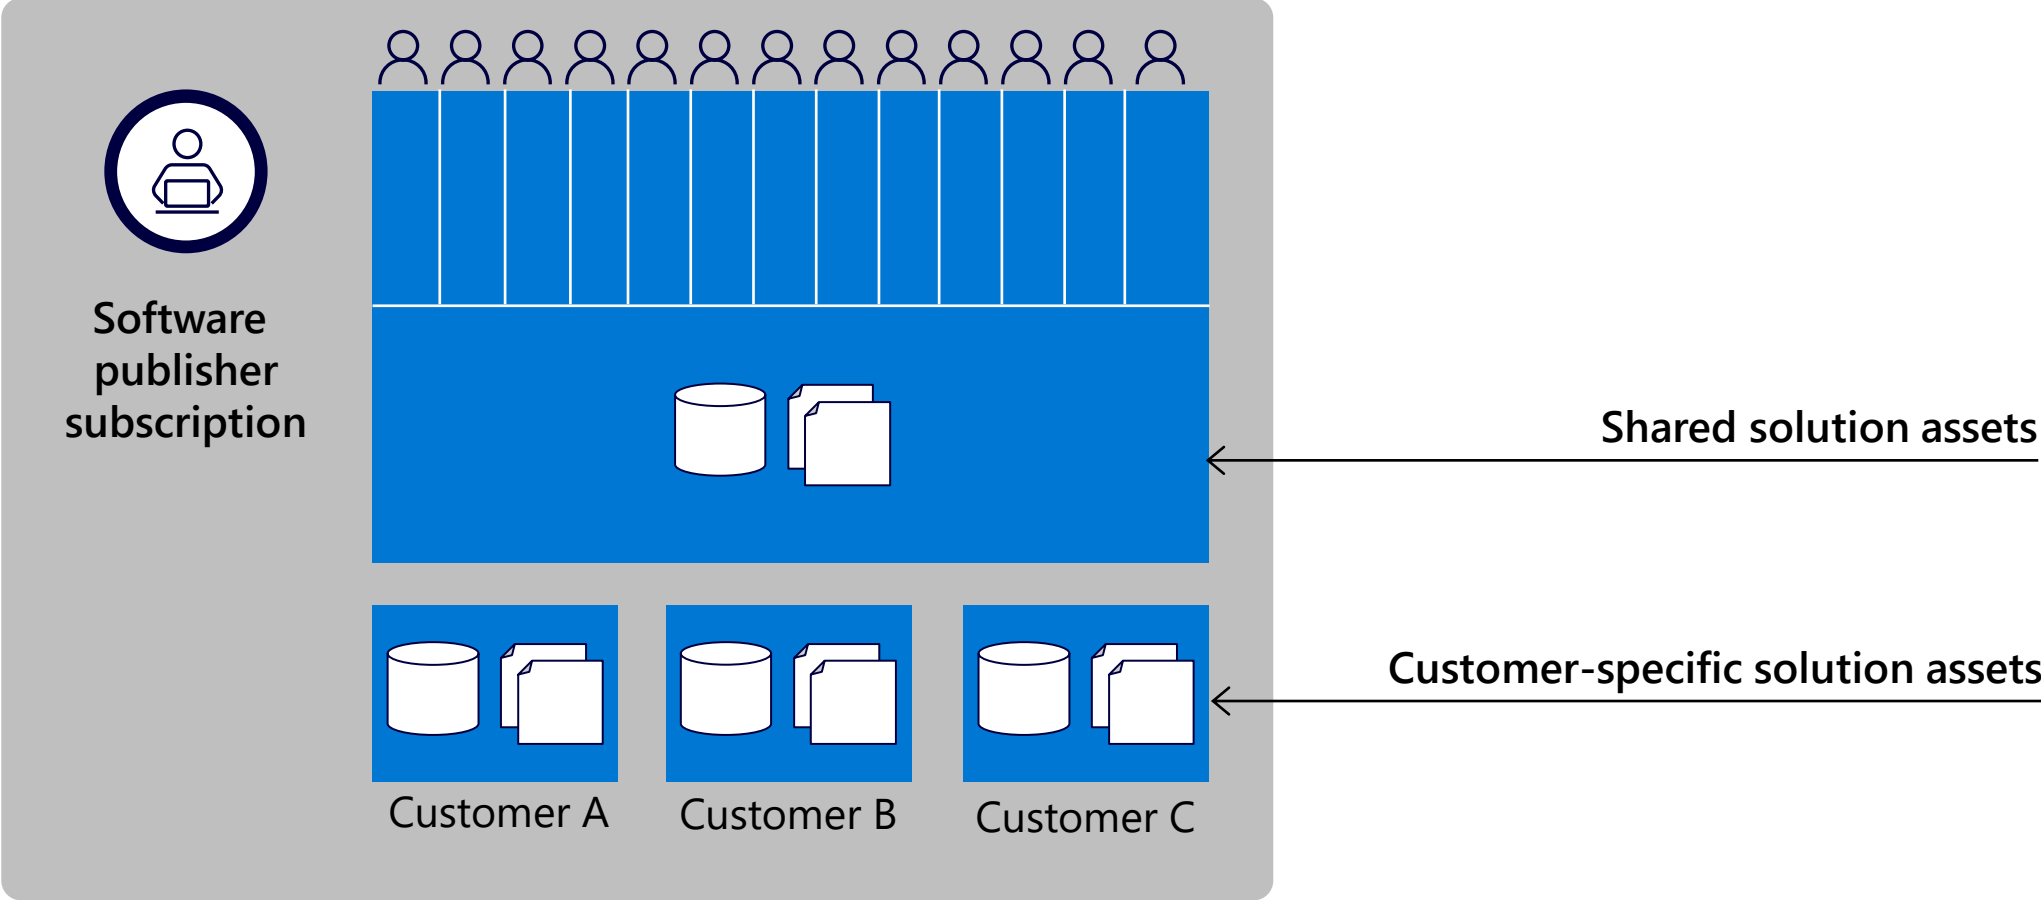 Software
publisher
subscription
Shared solution assets
Customer-specific solution assets
Customer A
Customer B
Customer C